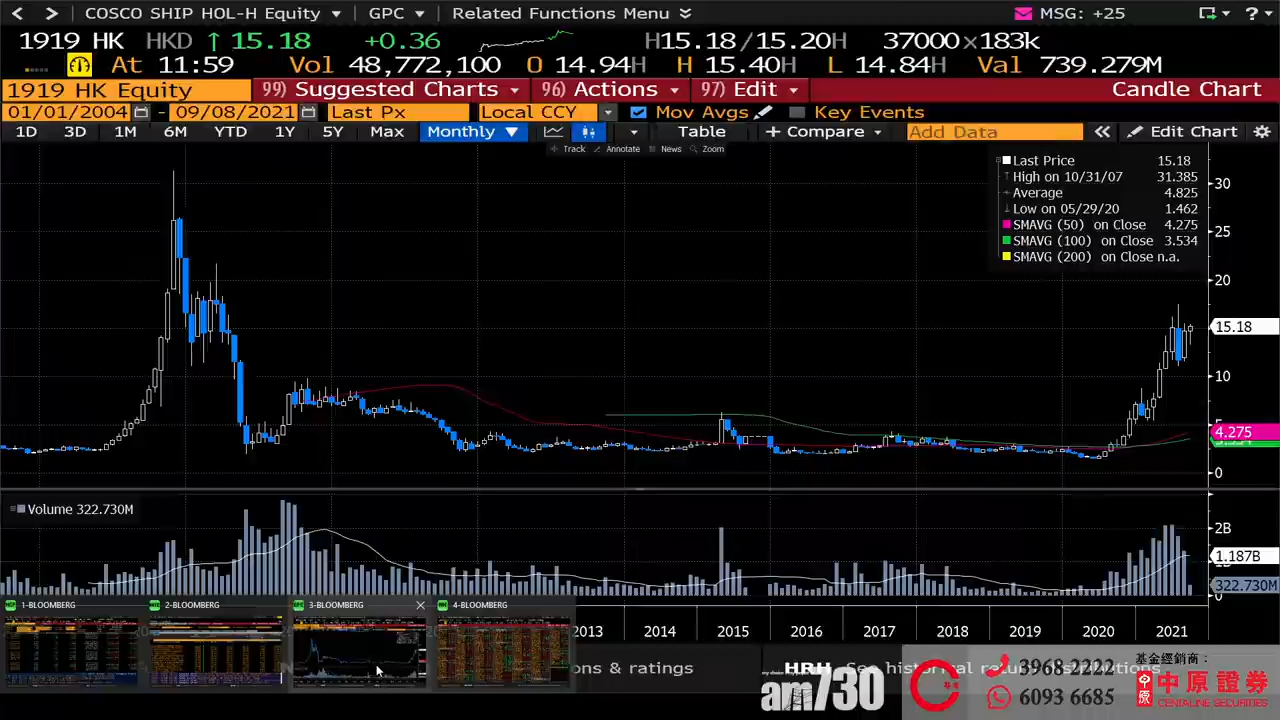 COSCO SHIP HOL-H Equity GPC Related Functions Menu MSG: +25 ?
1919 HK HKD ↑ 15.18 +0.36 H15.18/15.20H 37000×183k
At 11:59 Vol 48,772,100 O 14.94H H 15.40H L 14.84H Val 739.279M
1919 HK Equity 99) Suggested Charts 96) Actions 97) Edit Candle Chart
01/01/2004 - 09/08/2021 Last Px Local CCY Mov Avgs Key Events
1D 3D 1M 6M YTD 1Y 5Y Max Monthly ▼ Table + Compare Add Data « Edit Chart
Track Annotate News Zoom
Last Price 15.18
High on 10/31/07 31.385
Average 4.825
Low on 05/29/20 1.462
SMAVG (50) on Close 4.275
SMAVG (100) on Close 3.534
SMAVG (200) on Close n.a.
30
25
20
15.18
10
4.275
0
Volume 322.730M
2B
1.187B
322.730M
0
1-BLOOMBERG 2-BLOOMBERG 3-BLOOMBERG 4-BLOOMBERG
2013 2014 2015 2016 2017 2018 2019 2020 2021
ns & ratings HRH See historical
am730
3968 2222
6093 6685
基金經銷商：
中原證券
CENTALINE SECURITIES